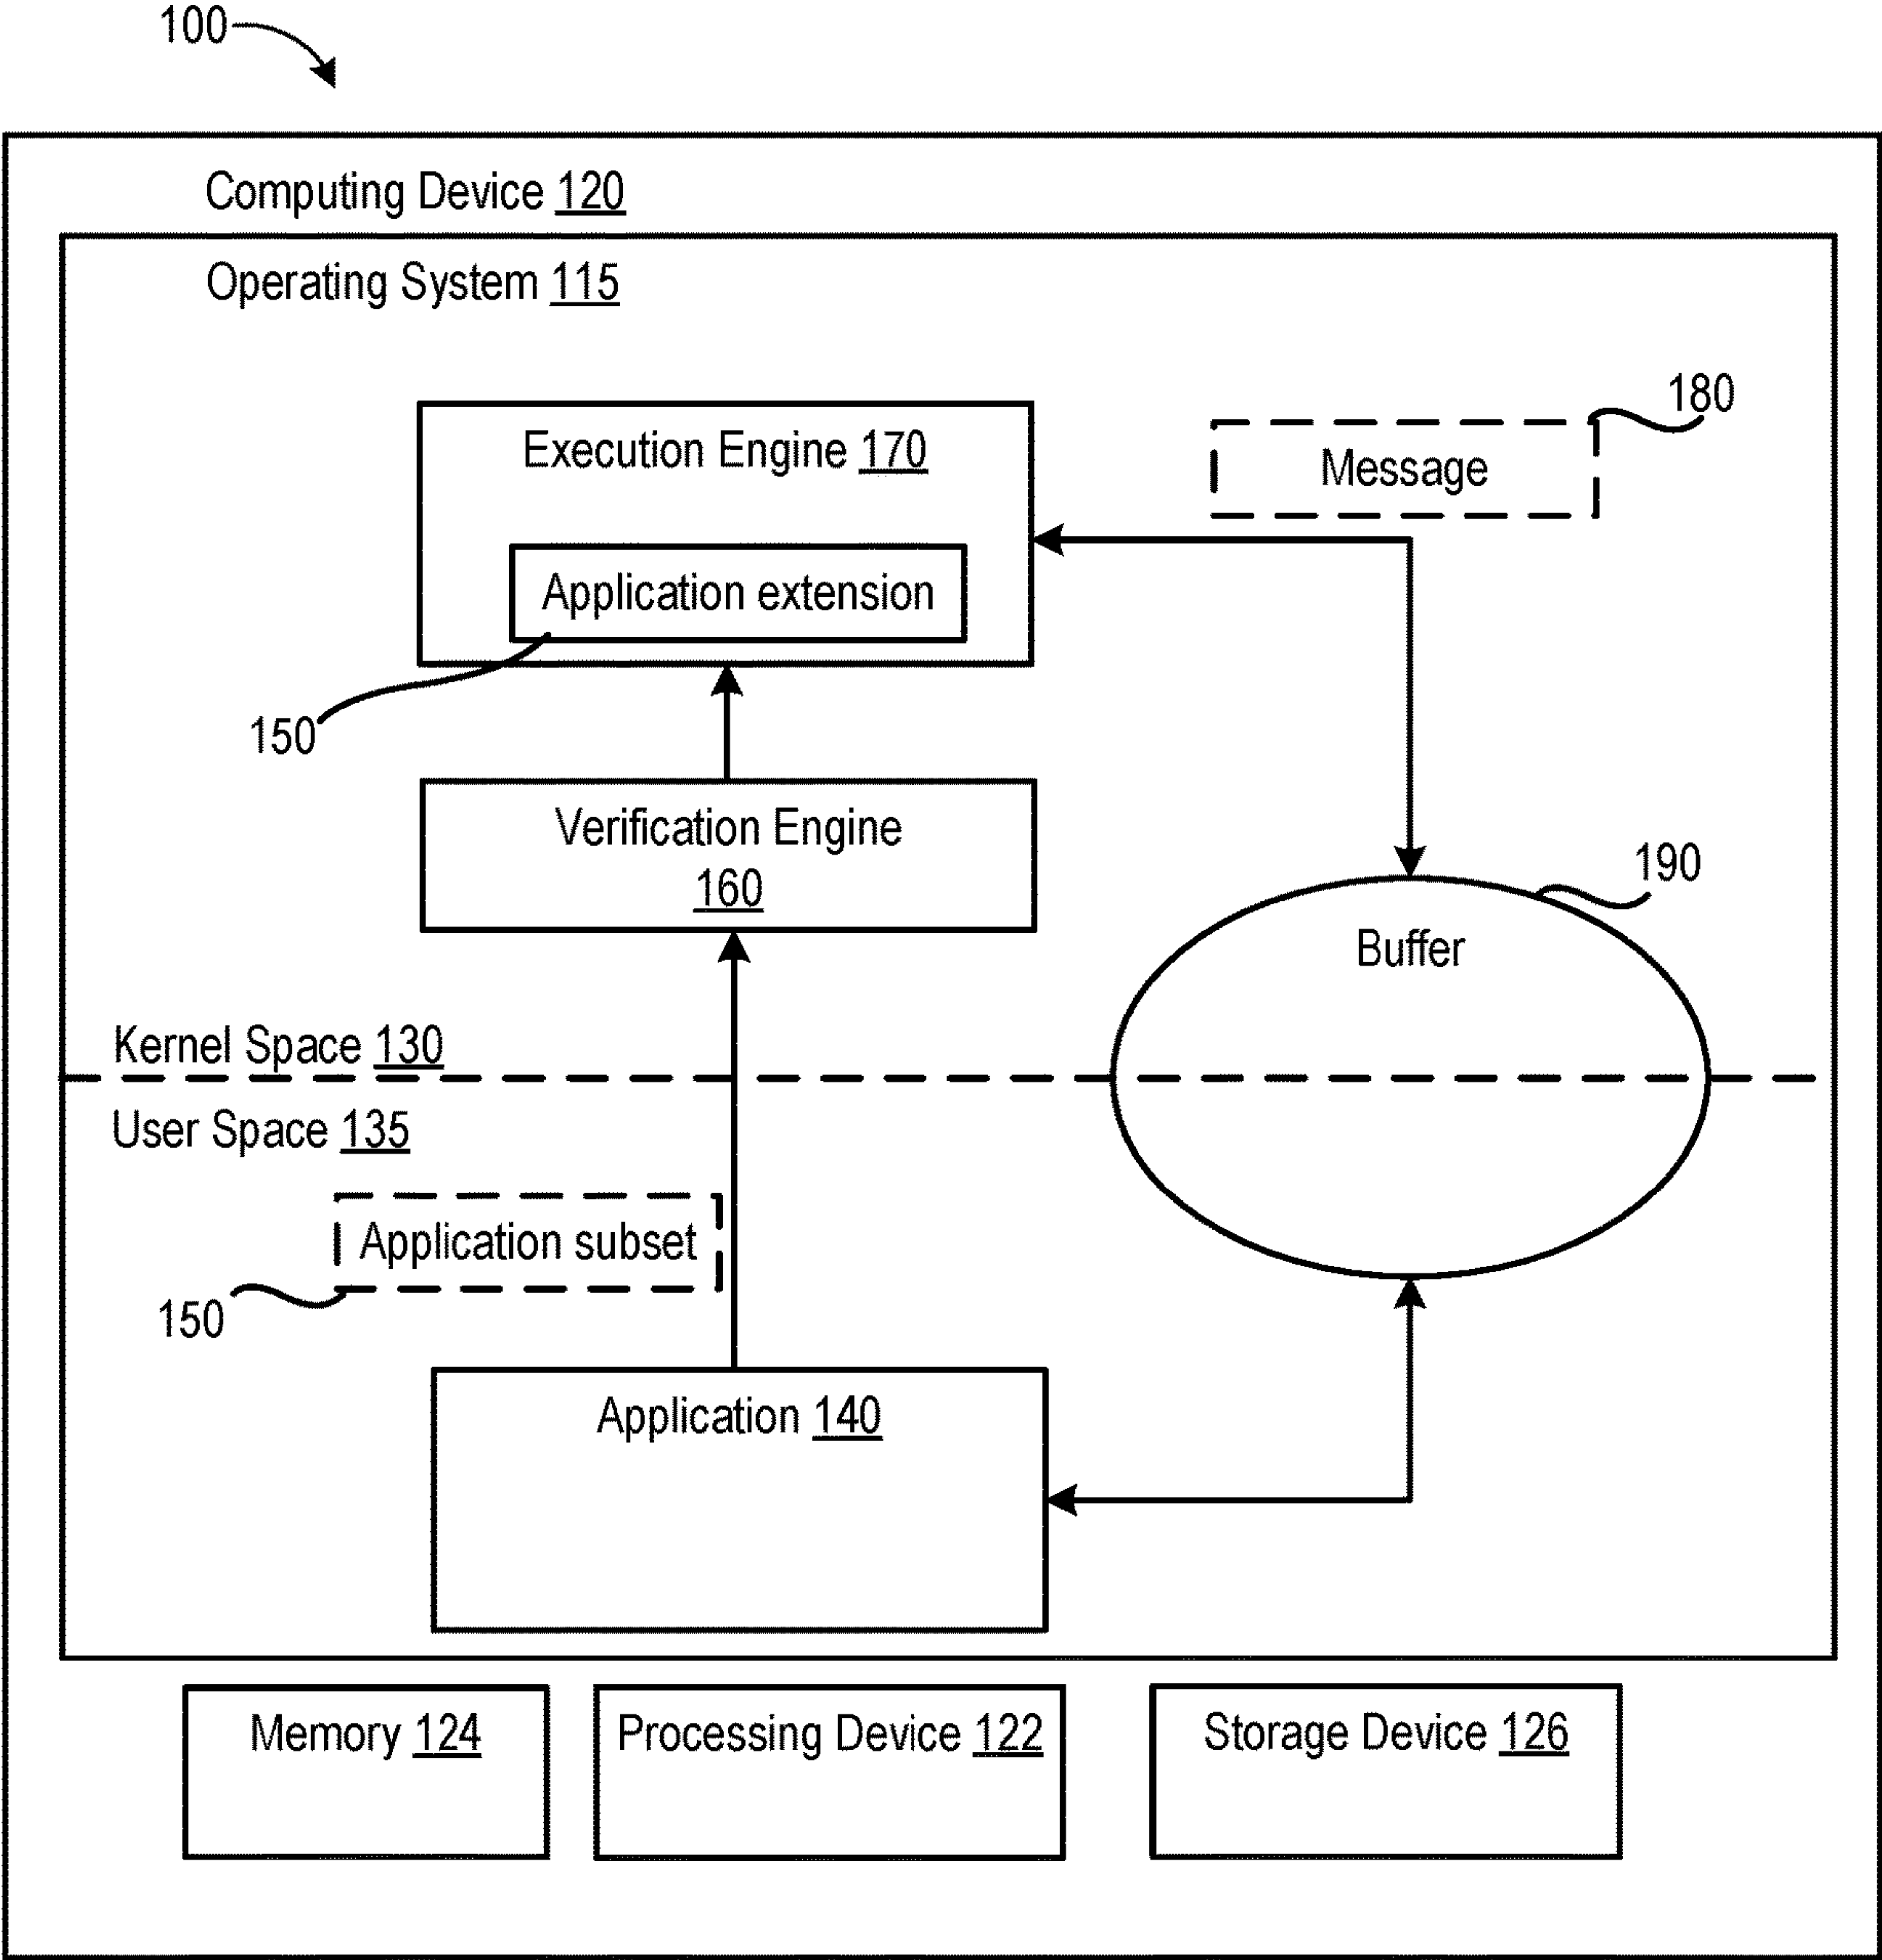 100
Computing Device 120
Operating System 115
180
Execution Engine 170
Message
Application extension
150
Verification Engine
160
190
Buffer
Kernel Space 130
User Space 135
Application subset
150
Application 140
Memory 124
Processing Device 122
Storage Device 126